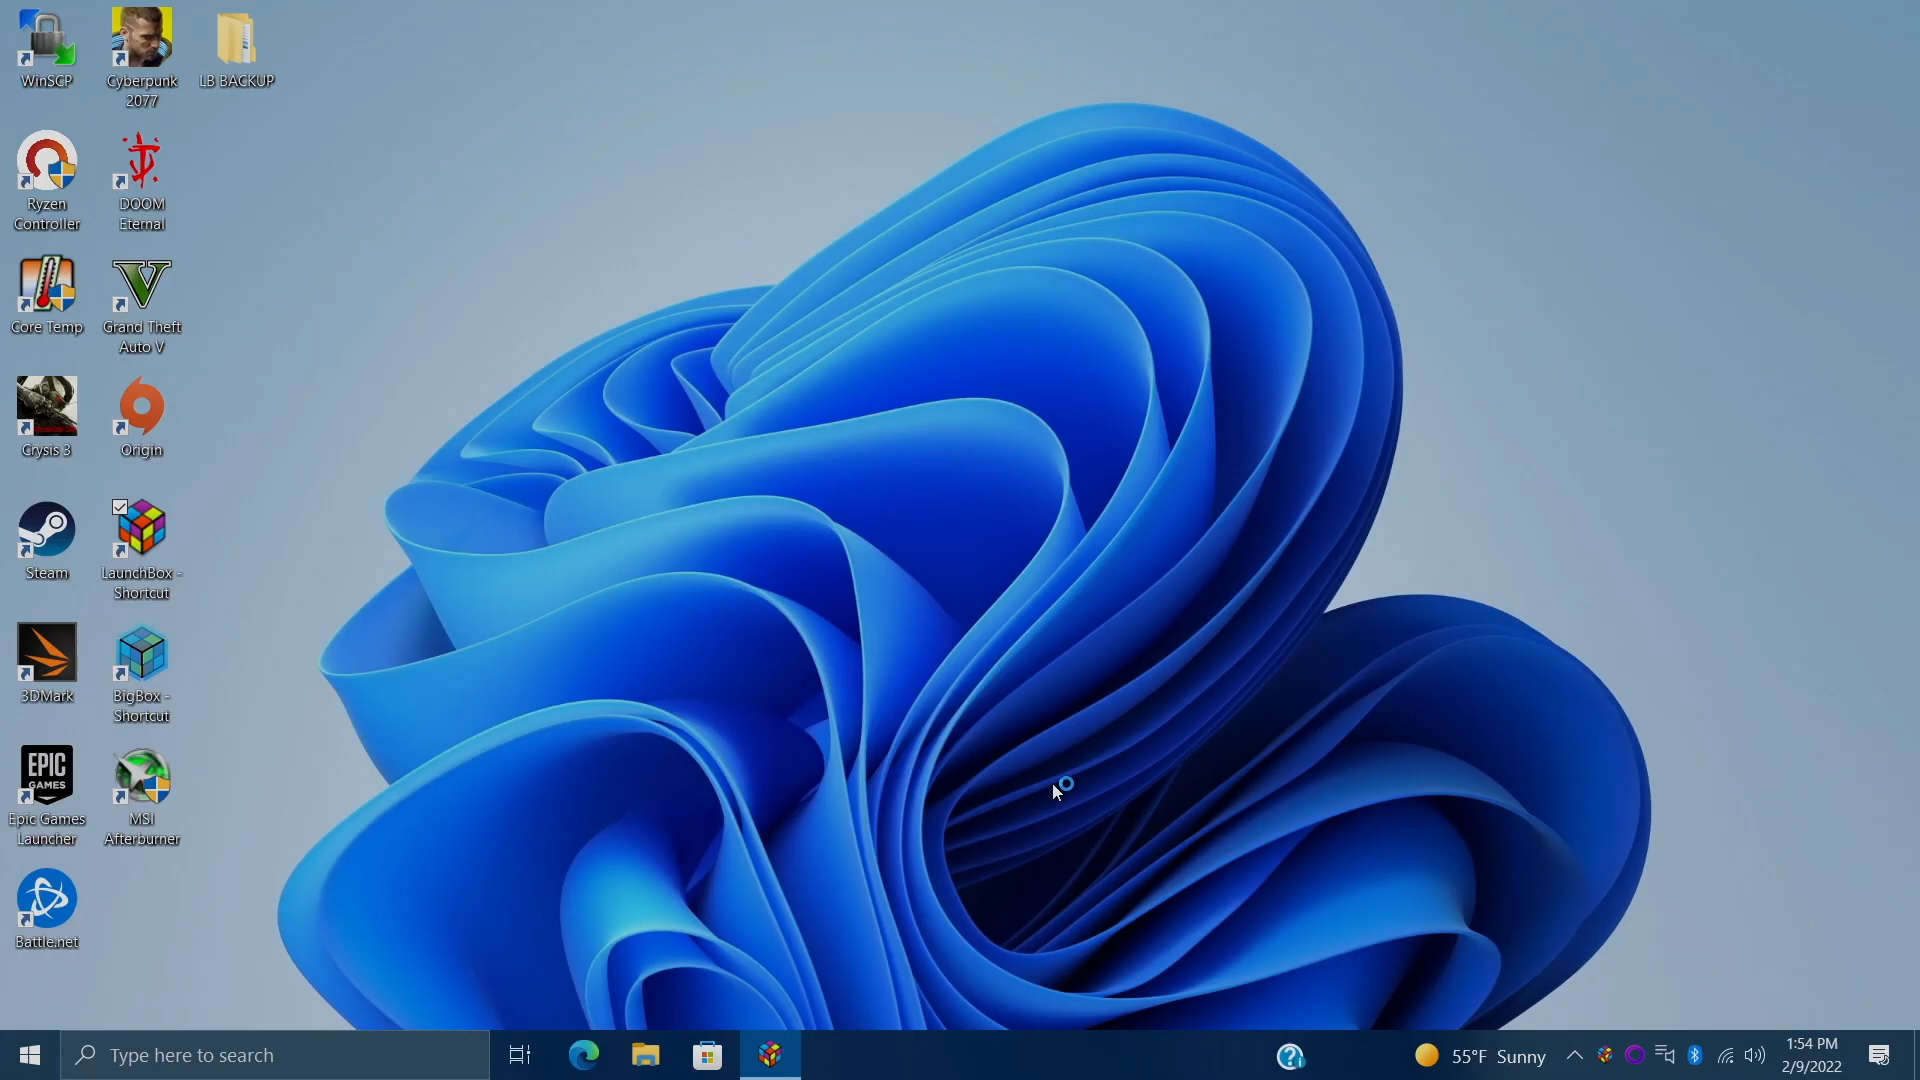 WinSCP
Cyberpunk
2077
LB BACKUP
Ryzen
Controller
DOOM
Eternal
Core Temp
Grand Theft
Auto V
Crysis 3
Origin
Steam
LaunchBox -
Shortcut
3DMark
BigBox -
Shortcut
EPIC
GAMES
Epic Games
Launcher
MSI
Afterburner
Battle.net
Type here to search
55°F Sunny
1:54 PM
2/9/2022